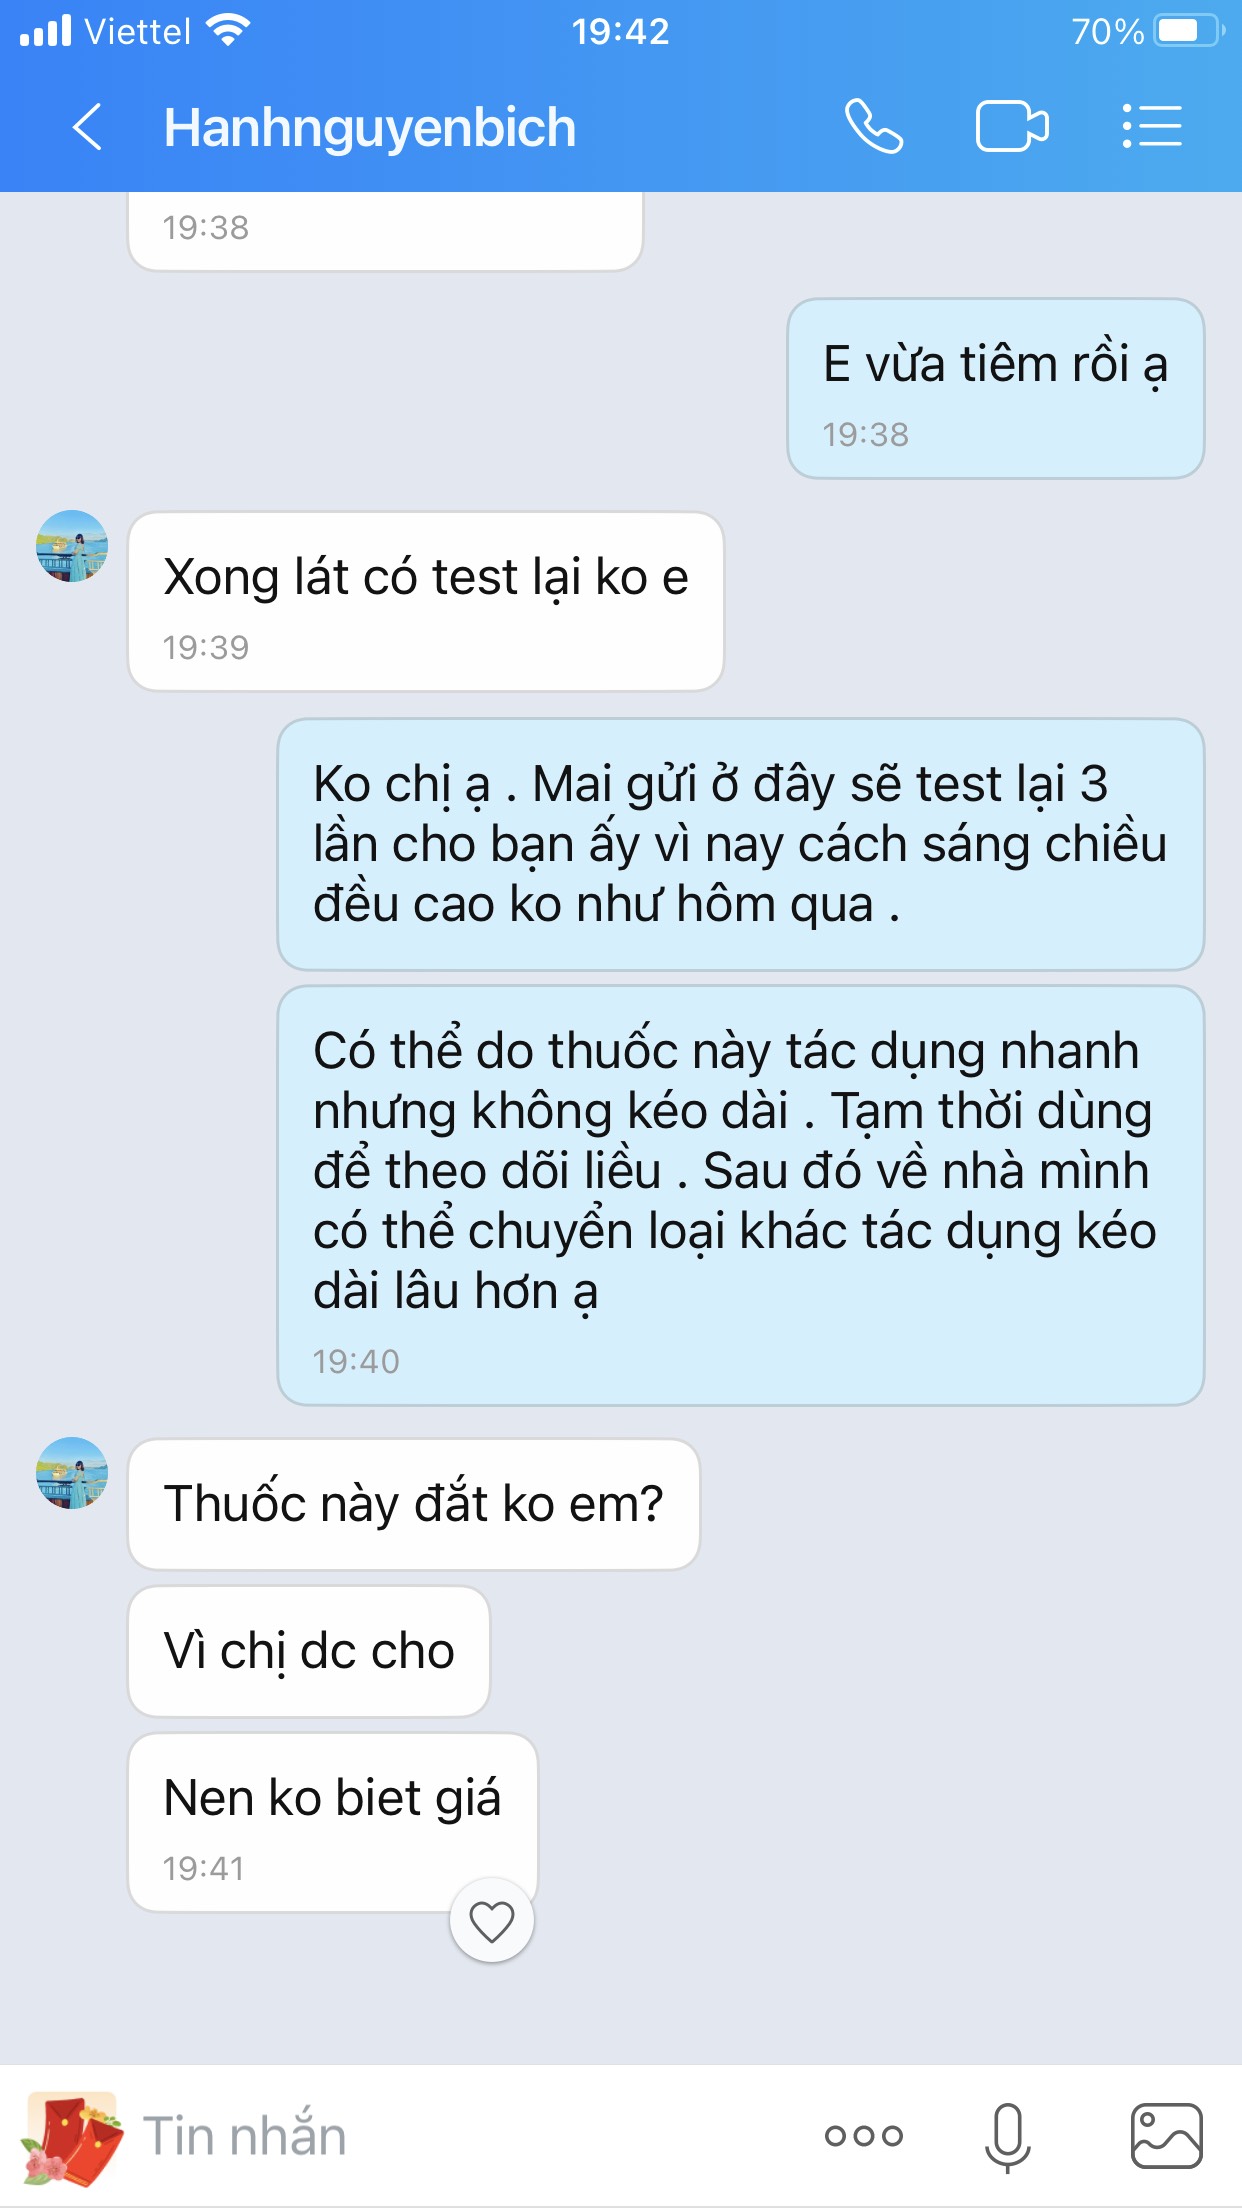 Viettel 19:42 70%
Hanhnguyenbich
19:38
E vừa tiêm rồi ạ
19:38
Xong lát có test lại ko e
19:39
Ko chị ạ . Mai gửi ở đây sẽ test lại 3
lần cho bạn ấy vì nay cách sáng chiều
đều cao ko như hôm qua .
Có thể do thuốc này tác dụng nhanh
nhưng không kéo dài . Tạm thời dùng
để theo dõi liều . Sau đó về nhà mình
có thể chuyển loại khác tác dụng kéo
dài lâu hơn ạ
19:40
Thuốc này đắt ko em?
Vì chị dc cho
Nen ko biet giá
19:41
Tin nhắn